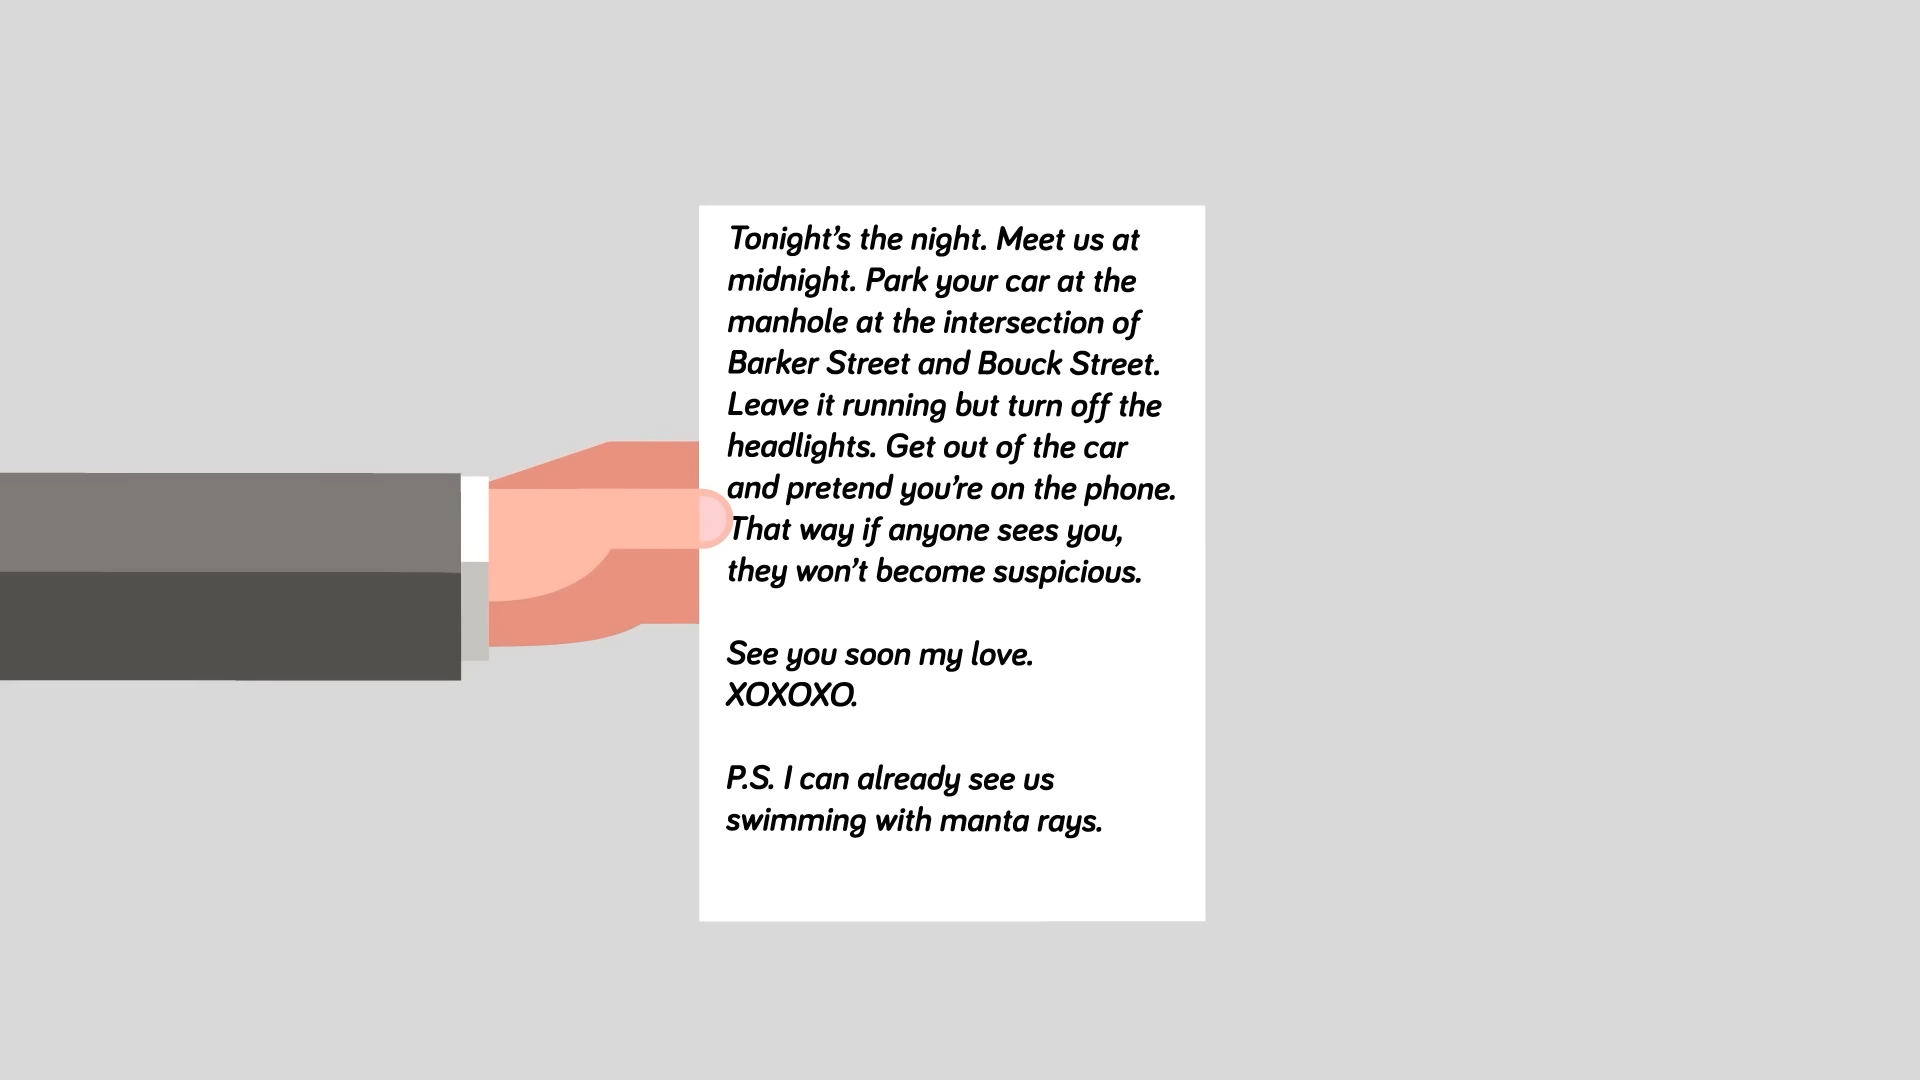 Tonight’s the night. Meet us at
midnight. Park your car at the
manhole at the intersection of
Barker Street and Bouck Street.
Leave it running but turn off the
headlights. Get out of the car
and pretend you’re on the phone.
That way if anyone sees you,
they won’t become suspicious.
See you soon my love.
XOXOXO.
P.S. I can already see us
swimming with manta rays.